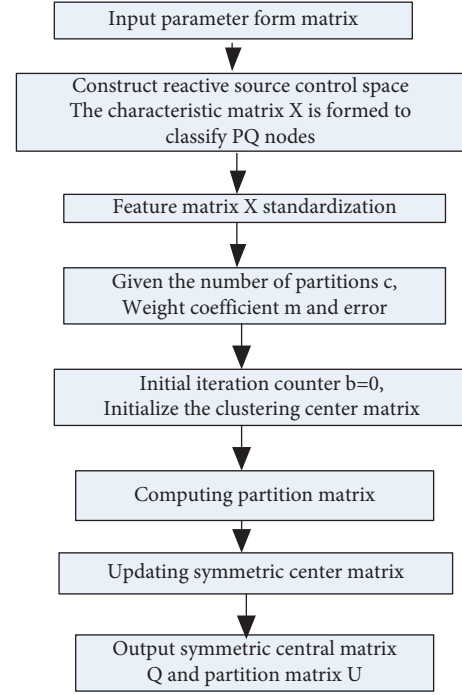 Input parameter form matrix
Construct reactive source control space
The characteristic matrix X is formed to
classify PQ nodes
Feature matrix X standardization
Given the number of partitions c,
Weight coefficient m and error
Initial iteration counter b=0,
Initialize the clustering center matrix
Computing partition matrix
Updating symmetric center matrix
Output symmetric central matrix
Q and partition matrix U